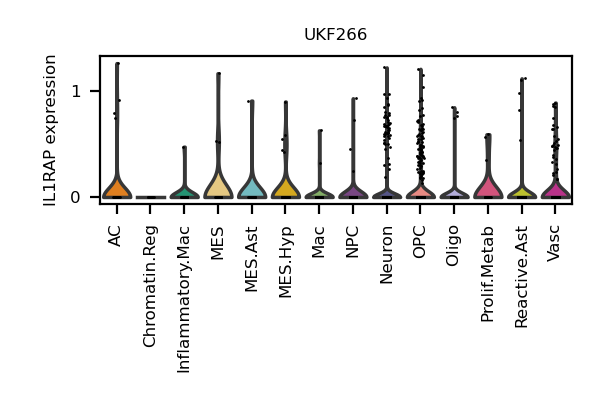 UKF266
IL1RAP expression
1
0
AC
Chromatin.Reg
Inflammatory.Mac
MES
MES.Ast
MES.Hyp
Mac
NPC
Neuron
OPC
Oligo
Prolif.Metab
Reactive.Ast
Vasc